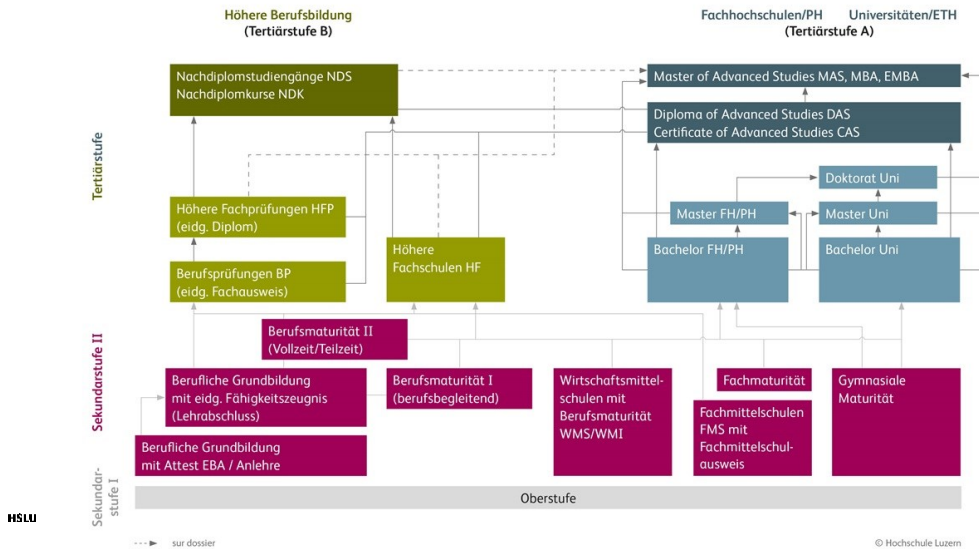 Höhere Berufsbildung
(Tertiärstufe B)
Fachhochschulen/PH
Universitäten/ETH
(Tertiärstufe A)
Tertiärstufe
Nachdiplomstudiengänge NDS
Nachdiplomkurse NDK
Master of Advanced Studies MAS, MBA, EMBA
Diploma of Advanced Studies DAS
Certificate of Advanced Studies CAS
Doktorat Uni
Höhere Fachprüfungen HFP
(eidg. Diplom)
Master FH/PH
Master Uni
Höhere
Fachschulen HF
Bachelor FH/PH
Bachelor Uni
Berufsprüfungen BP
(eidg. Fachausweis)
Sekundarstufe II
Berufsmaturität II
(Vollzeit/Teilzeit)
Berufliche Grundbildung
mit eidg. Fähigkeitszeugnis
(Lehrabschluss)
Berufsmaturität I
(berufsbegleitend)
Wirtschaftsmittel-
schulen mit
Berufsmaturität
WMS/WMI
Fachmaturität
Gymnasiale
Maturität
Fachmittelschulen
FMS mit
Fachmittelschul-
ausweis
Berufliche Grundbildung
mit Attest EBA / Anlehre
Sekundar-
stufe I
Oberstufe
HSLU
sur dossier
© Hochschule Luzern